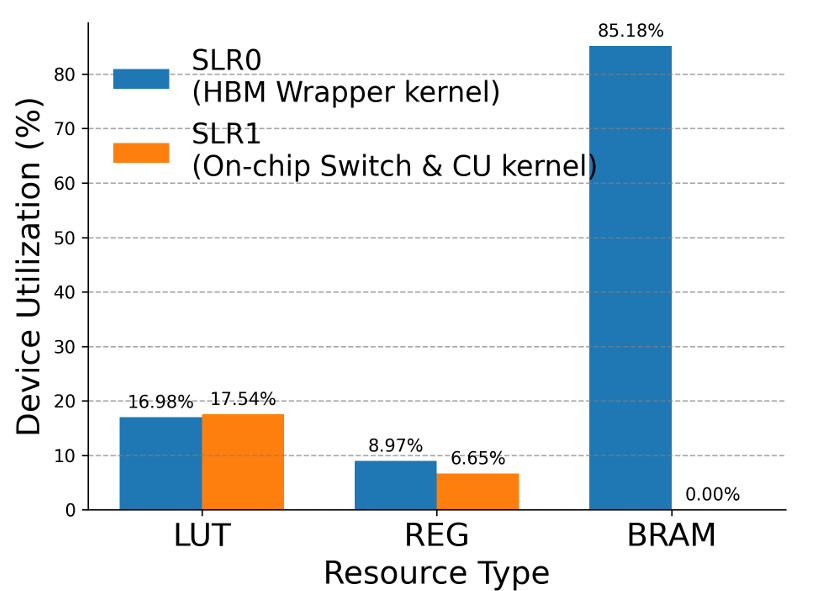 85.18%
SLR0
(HBM Wrapper kernel)
SLR1
(On-chip Switch & CU kernel)
Device Utilization (%)
80
70
60
50
40
30
20
10
0
16.98%
17.54%
8.97%
6.65%
0.00%
LUT
REG
BRAM
Resource Type